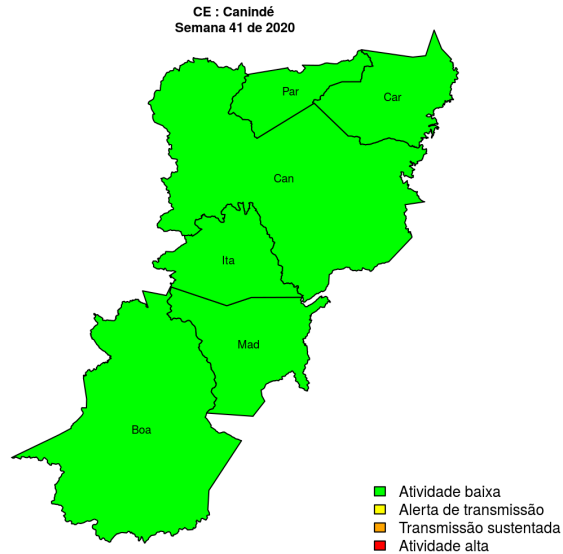 CE : Canindé
Semana 41 de 2020
Par
Car
Can
Ita
Mad
Boa
Atividade baixa
Alerta de transmissão
Transmissão sustentada
Atividade alta